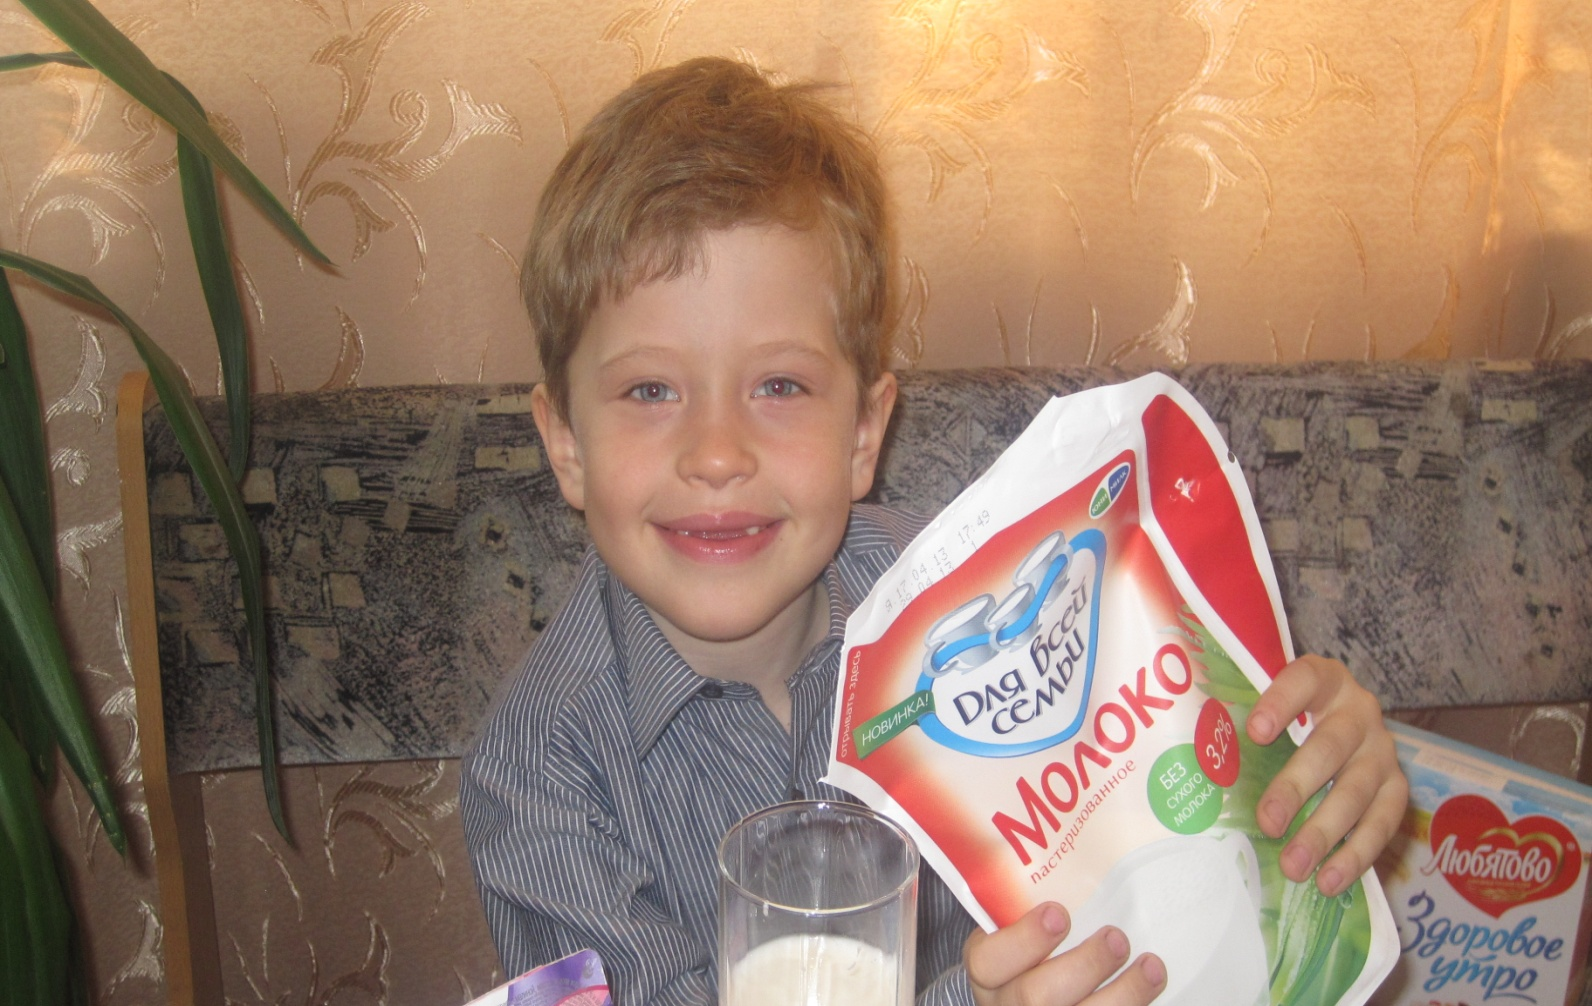 Я 17 04 13 17:49
отрывать здесь
НОВИНКА!
Для всей
семьи
МОЛОКО
пастеризованное
3,2%
БЕЗ
СУХОГО
МОЛОКА
Любятово
Здоровое
утро